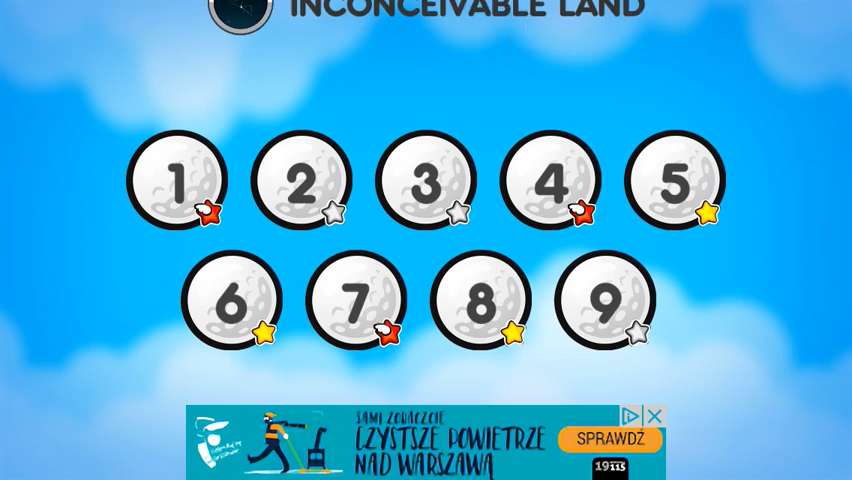 INCONCEIVABLE LAND
1 2 3 4 5
6 7 8 9
SAMI ZOBACZCIE
CZYSTSZE POWIETRZE
NAD WARSZAWĄ
SPRAWDŹ
19115